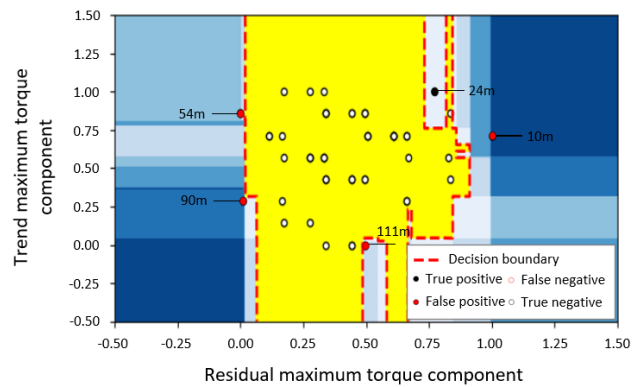 1.50
1.25
1.00
0.75
0.50
0.25
0.00
-0.25
-0.50
Trend maximum torque
component
54m
90m
24m
10m
111m
Decision boundary
True positive False negative
False positive True negative
-0.50 -0.25 0.00 0.25 0.50 0.75 1.00 1.25 1.50
Residual maximum torque component